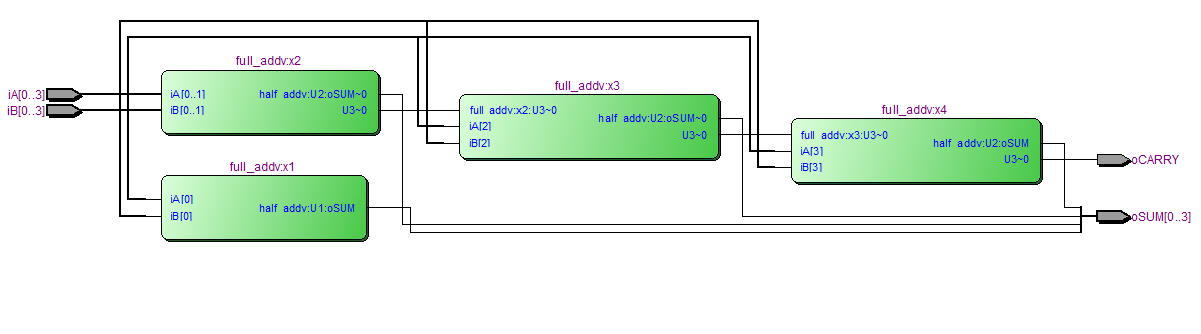 full_addv:x2
iA[0..3]
iB[0..3]
iA[0..1]
iB[0..1]
half_addv:U2:oSUM~0
U3~0
full_addv:x3
full_addv:x2:U3~0
iA[2]
iB[2]
half_addv:U2:oSUM~0
U3~0
full_addv:x4
full_addv:x3:U3~0
iA[3]
iB[3]
half_addv:U2:oSUM
U3~0
oCARRY
oSUM[0..3]
full_addv:x1
iA[0]
iB[0]
half_addv:U1:oSUM